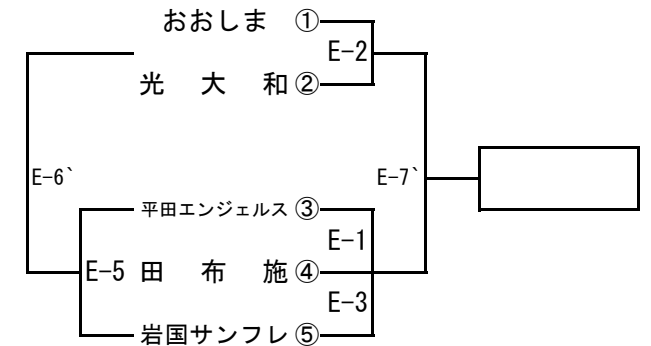 おおしま ①
E-2
光 大 和 ②
E-6`
E-7`
平田エンジェルス ③
E-1
E-5 田 布 施 ④
E-3
岩国サンフレ ⑤